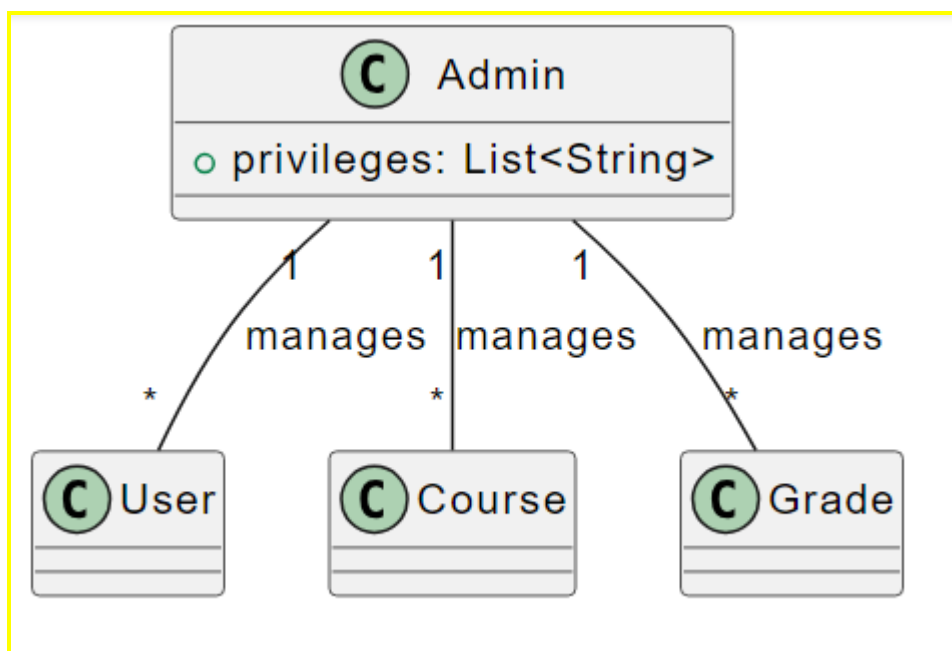 C Admin
privileges: List<String>
1 1 1
manages manages manages
* * *
C User C Course C Grade